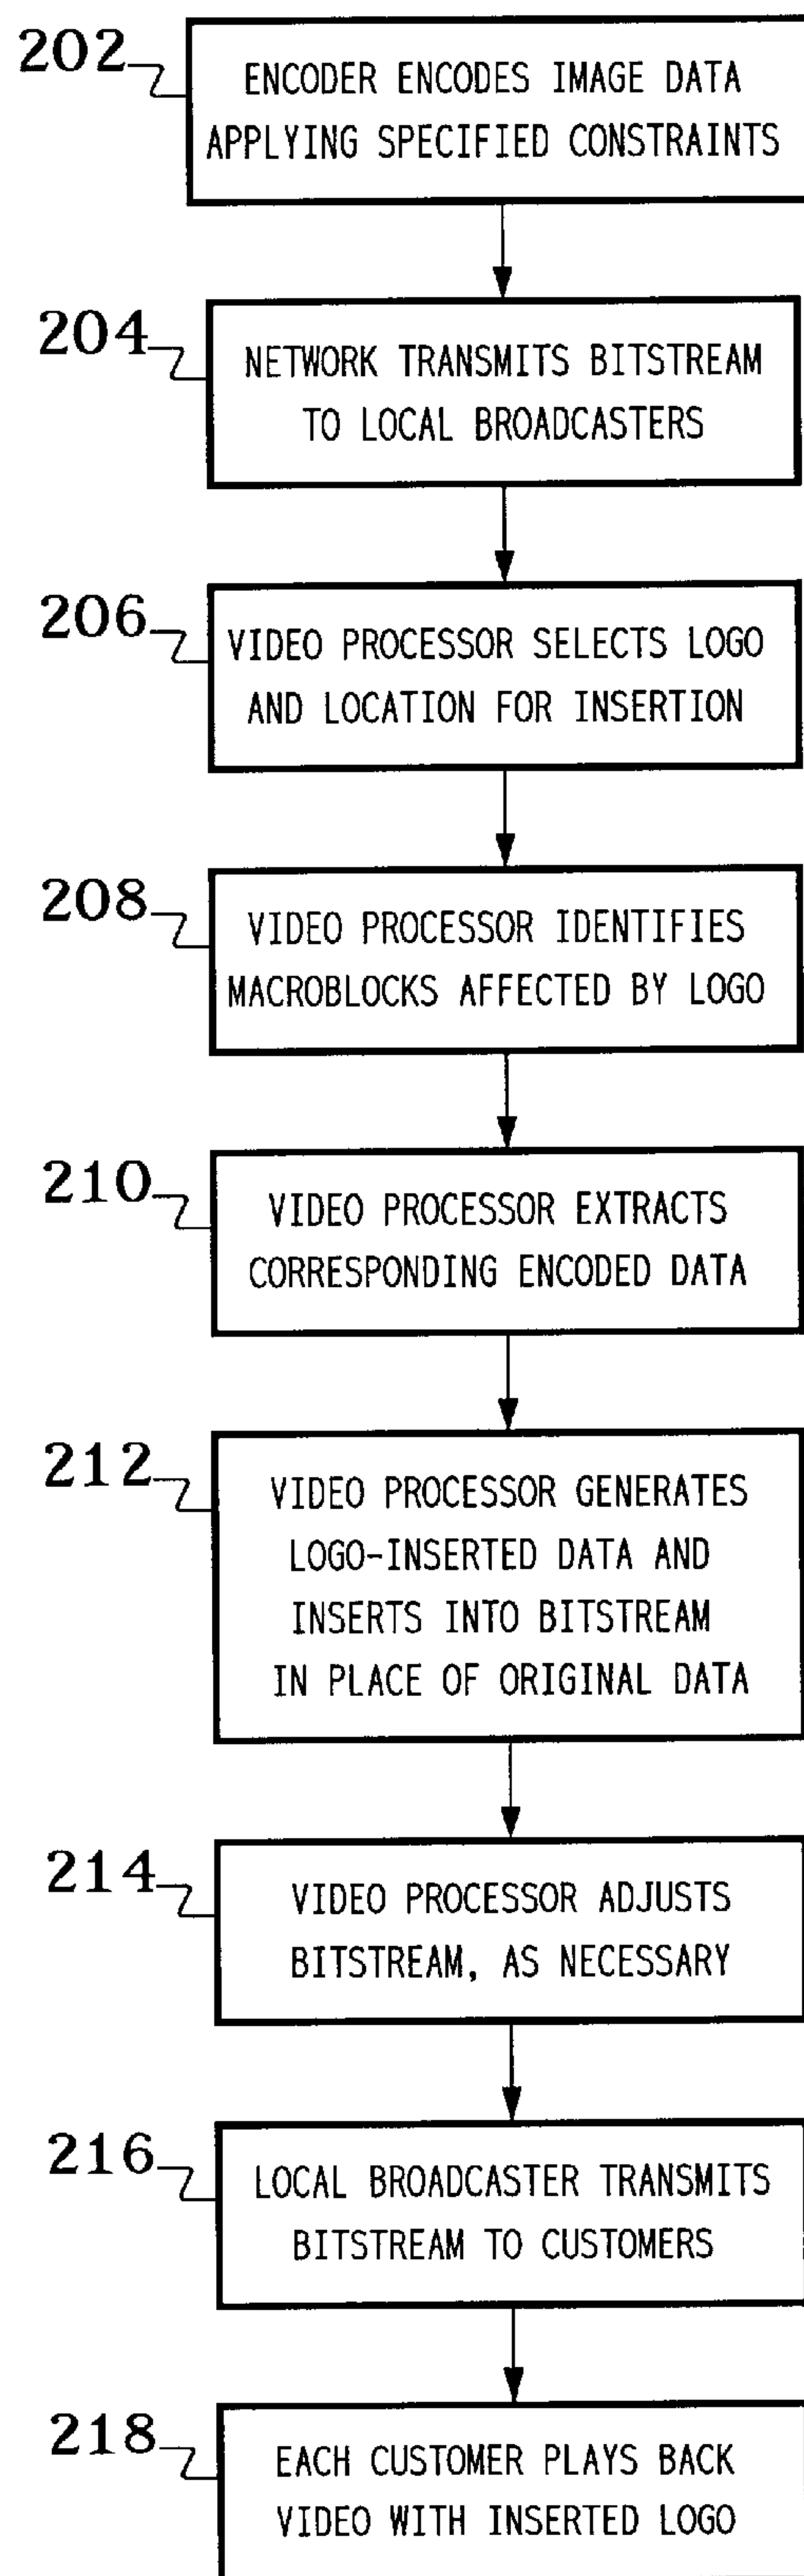 202
ENCODER ENCODES IMAGE DATA
APPLYING SPECIFIED CONSTRAINTS
204
NETWORK TRANSMITS BITSTREAM
TO LOCAL BROADCASTERS
206
VIDEO PROCESSOR SELECTS LOGO
AND LOCATION FOR INSERTION
208
VIDEO PROCESSOR IDENTIFIES
MACROBLOCKS AFFECTED BY LOGO
210
VIDEO PROCESSOR EXTRACTS
CORRESPONDING ENCODED DATA
212
VIDEO PROCESSOR GENERATES
LOGO-INSERTED DATA AND
INSERTS INTO BITSTREAM
IN PLACE OF ORIGINAL DATA
214
VIDEO PROCESSOR ADJUSTS
BITSTREAM, AS NECESSARY
216
LOCAL BROADCASTER TRANSMITS
BITSTREAM TO CUSTOMERS
218
EACH CUSTOMER PLAYS BACK
VIDEO WITH INSERTED LOGO